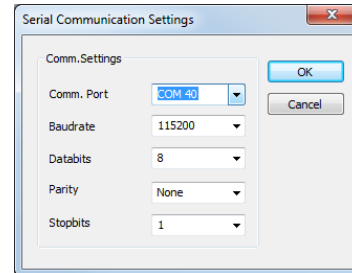 Serial Communication Settings
Comm.Settings
OK
Comm. Port
COM 40
Cancel
Baudrate
115200
Databits
8
Parity
None
Stopbits
1